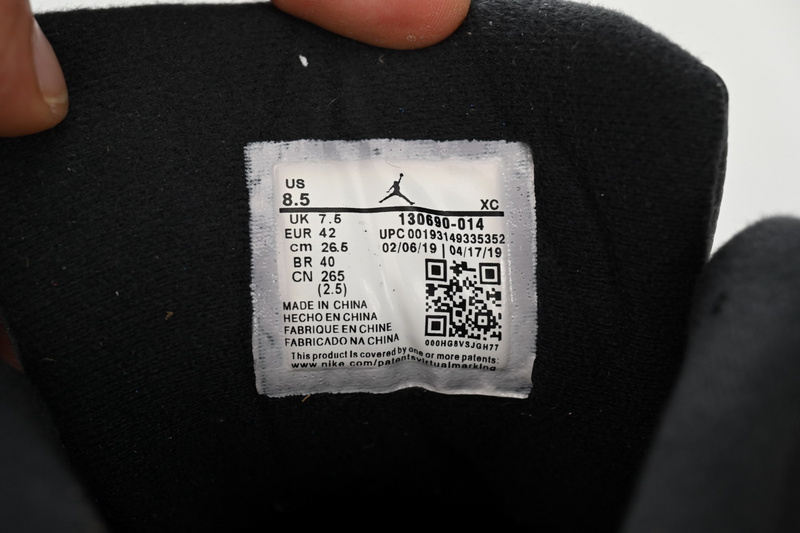 US
8.5 XC
UK 7.5 130690-014
EUR 42 UPC 00193149335352
cm 26.5 02/06/19 | 04/17/19
BR 40
CN 265
(2.5)
MADE IN CHINA
HECHO EN CHINA
FABRIQUE EN CHINE
FABRICADO NA CHINA
000HG8VSJGH77
This product is covered by one or more patents:
www.nike.com/patentsvirtualmarking